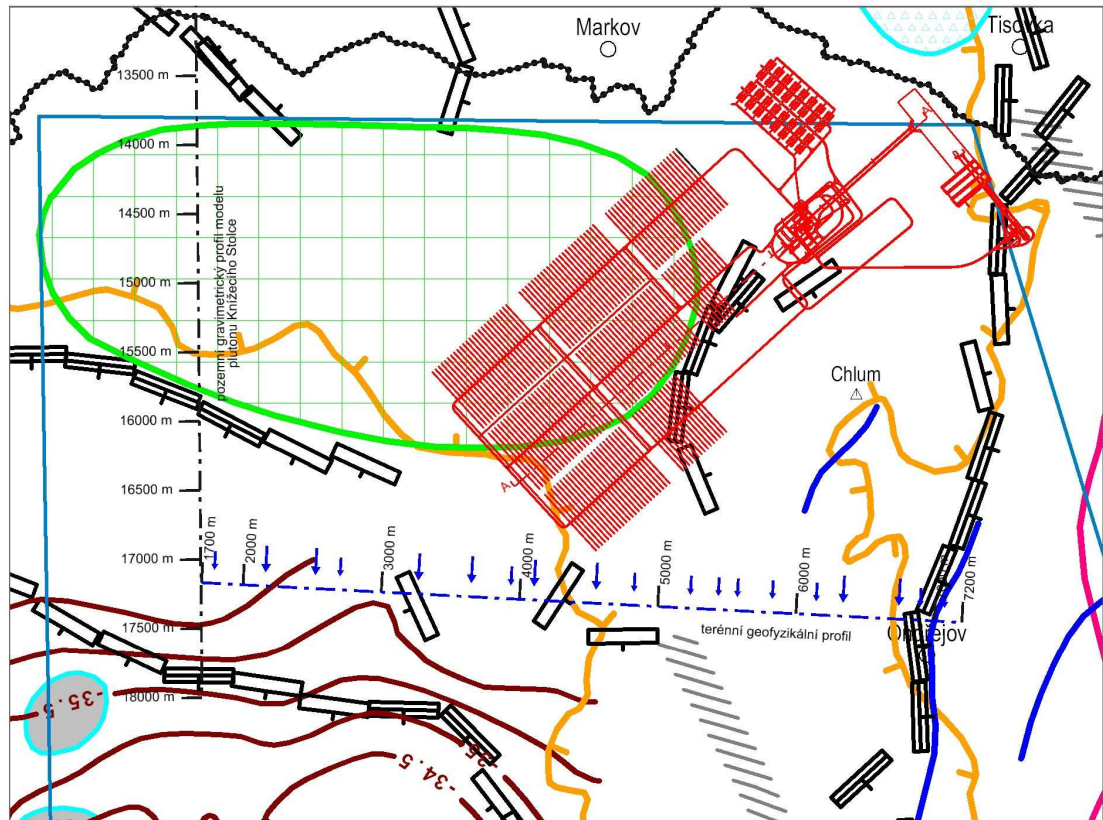 Markov
Tisovka
13500 m
14000 m
14500 m
15000 m
15500 m
16000 m
16500 m
17000 m
17500 m
18000 m
pozemní gravimetrický profil modelu
plutonu Knížecího Stolce
A
A
Chlum
1700 m
2000 m
3000 m
4000 m
5000 m
6000 m
7200 m
terénní geofyzikální profil
Ondřejov
-35.5
-34.5